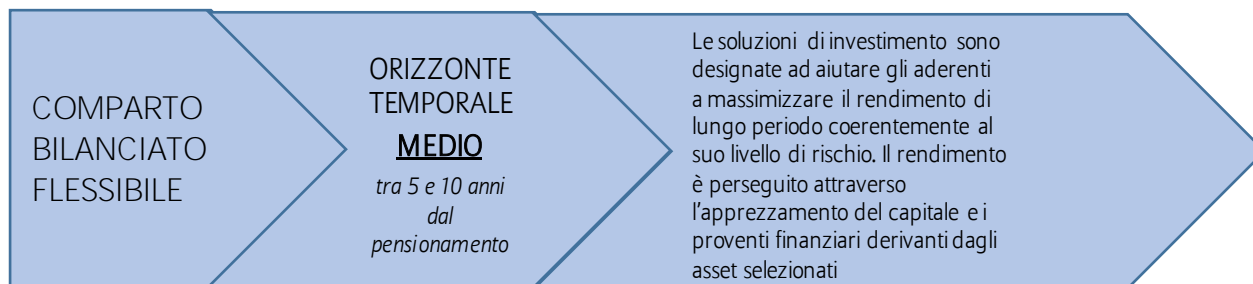 COMPARTO
BILANCIATO
FLESSIBILE
ORIZZONTE
TEMPORALE
MEDIO
tra 5 e 10 anni
dal
pensionamento
Le soluzioni di investimento sono
designate ad aiutare gli aderenti
a massimizzare il rendimento di
lungo periodo coerentemente al
suo livello di rischio. Il rendimento
è perseguito attraverso
l'apprezzamento del capitale e i
proventi finanziari derivanti dagli
asset selezionati